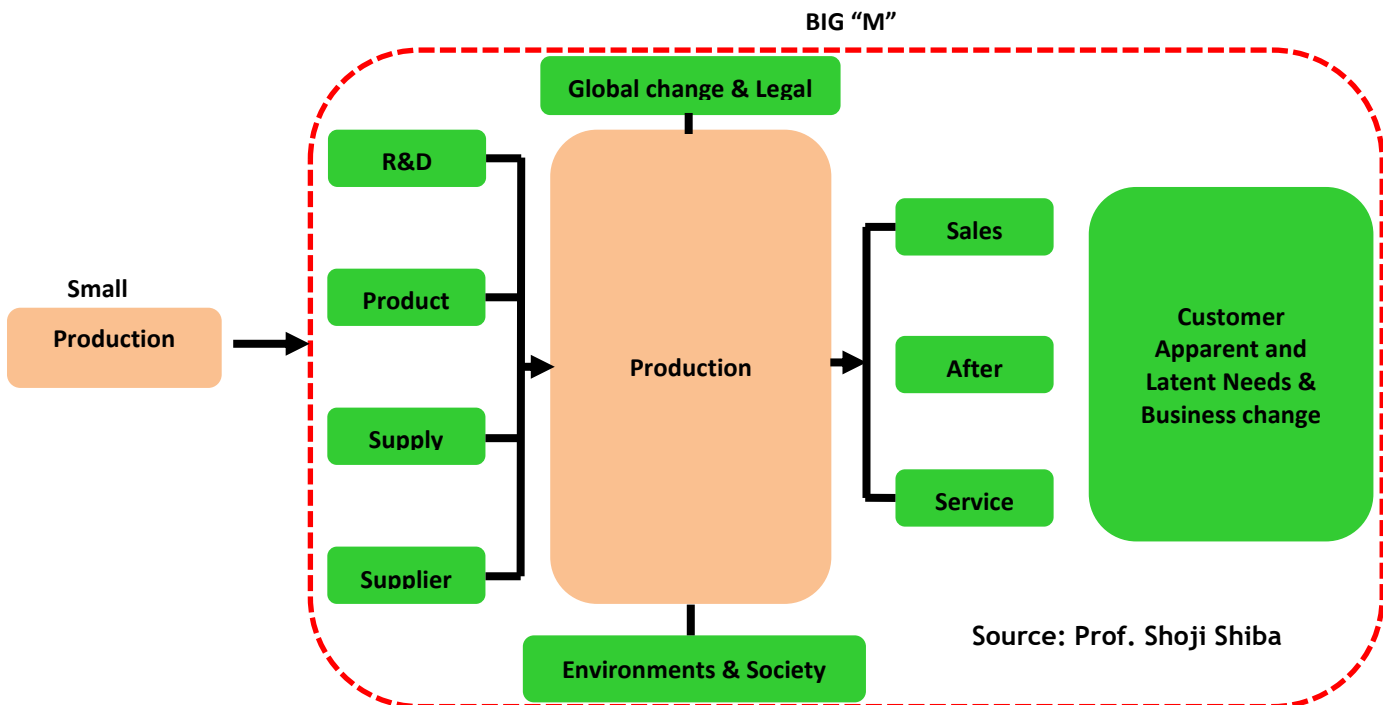 BIG “M”
Global change & Legal
R&D
Product
Supply
Supplier
Small
Production
Production
Sales
After
Service
Customer
Apparent and
Latent Needs &
Business change
Environments & Society
Source: Prof. Shoji Shiba